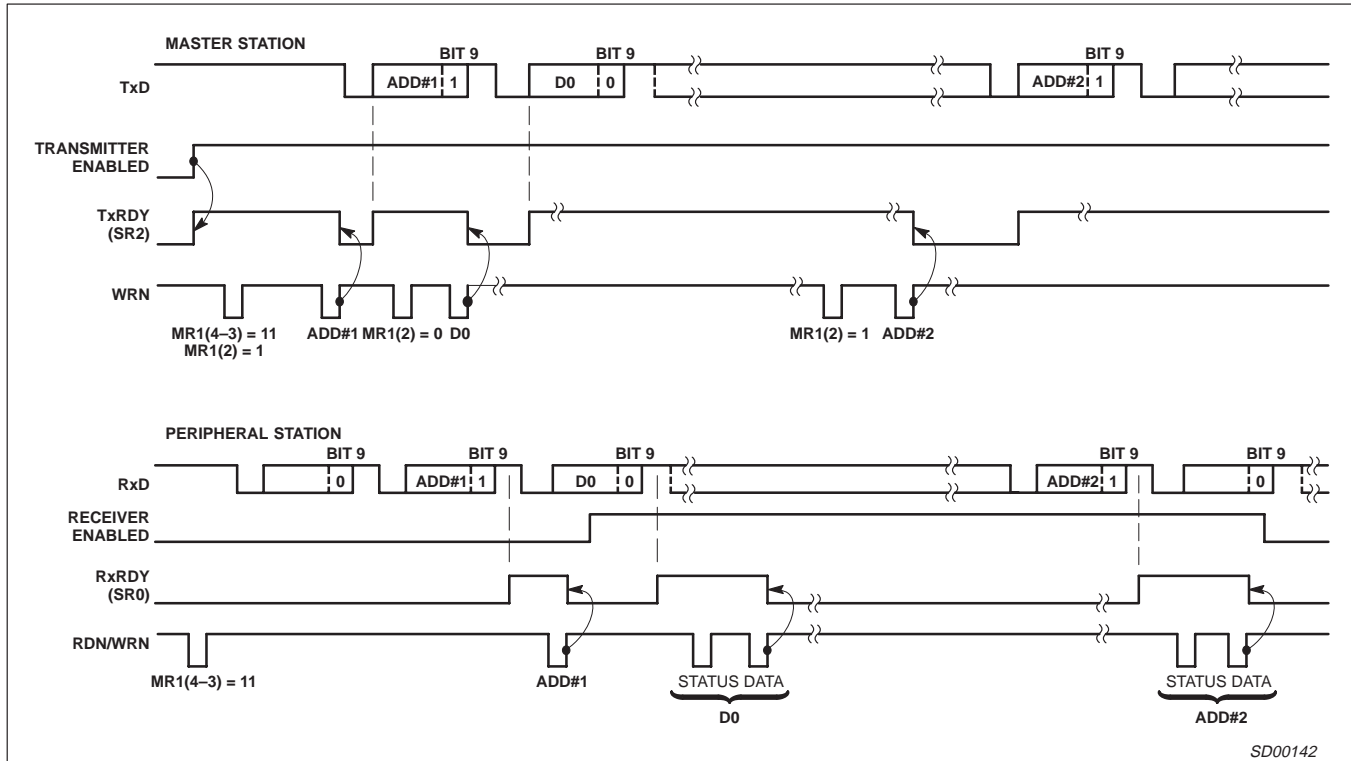 MASTER STATION
BIT 9 BIT 9 BIT 9
TxD ADD#1 1 D0 0 ADD#2 1
TRANSMITTER
ENABLED
TxRDY
(SR2)
WRN
MR1(4–3) = 11 ADD#1 MR1(2) = 0 D0 MR1(2) = 1 ADD#2
MR1(2) = 1
PERIPHERAL STATION
BIT 9 BIT 9 BIT 9 BIT 9 BIT 9
RxD 0 ADD#1 1 D0 0 ADD#2 1 0
RECEIVER
ENABLED
RxRDY
(SR0)
RDN/WRN
MR1(4–3) = 11 ADD#1 STATUS DATA STATUS DATA
D0 ADD#2
SD00142